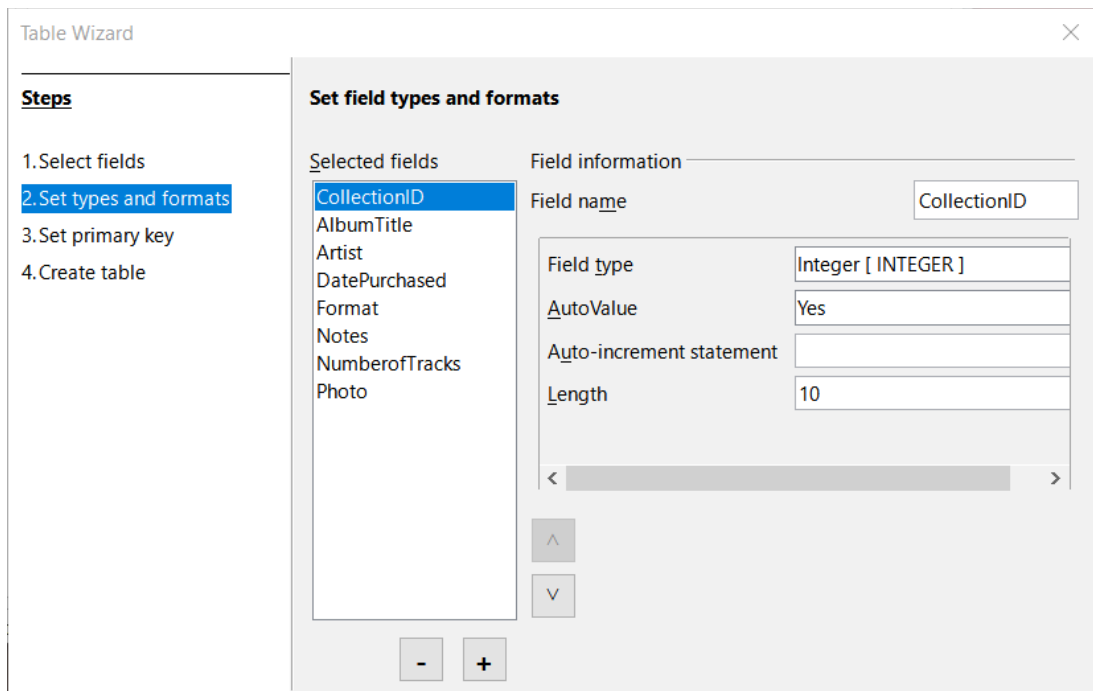 Table Wizard
Steps
1.Select fields
2.Set types and formats
3.Set primary key
4.Create table
Set field types and formats
Selected fields
CollectionID
AlbumTitle
Artist
DatePurchased
Format
Notes
NumberofTracks
Photo
- +
Field information
Field name CollectionID
Field type Integer [ INTEGER ]
AutoValue Yes
Auto-increment statement
Length 10